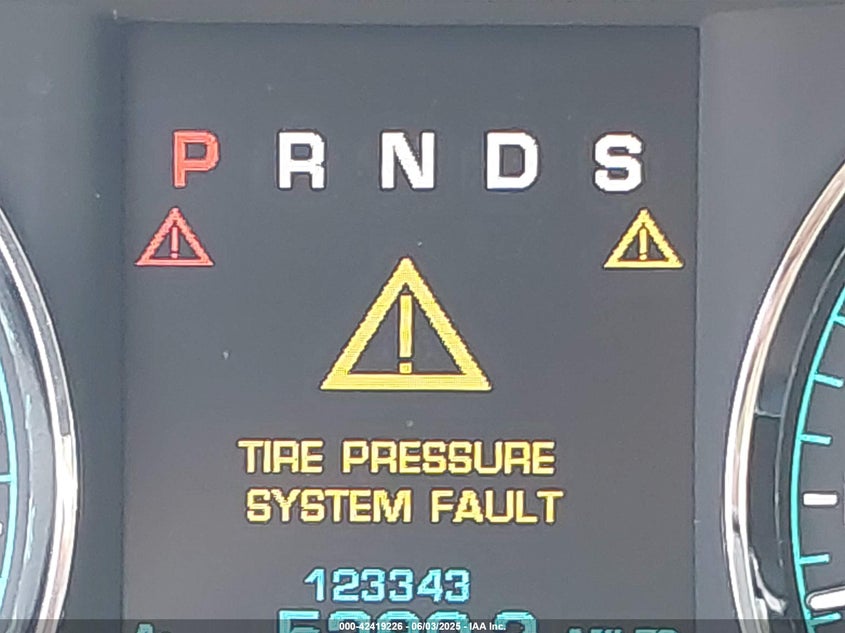 P R N D S
TIRE PRESSURE
SYSTEM FAULT
123343
000-42419226 - 06/03/2025 - IAA Inc.